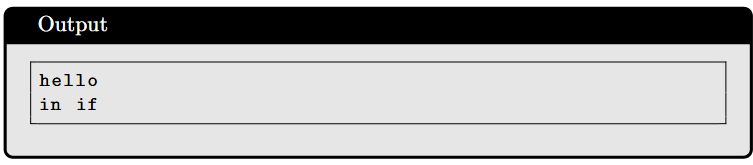 Output
hello
in if